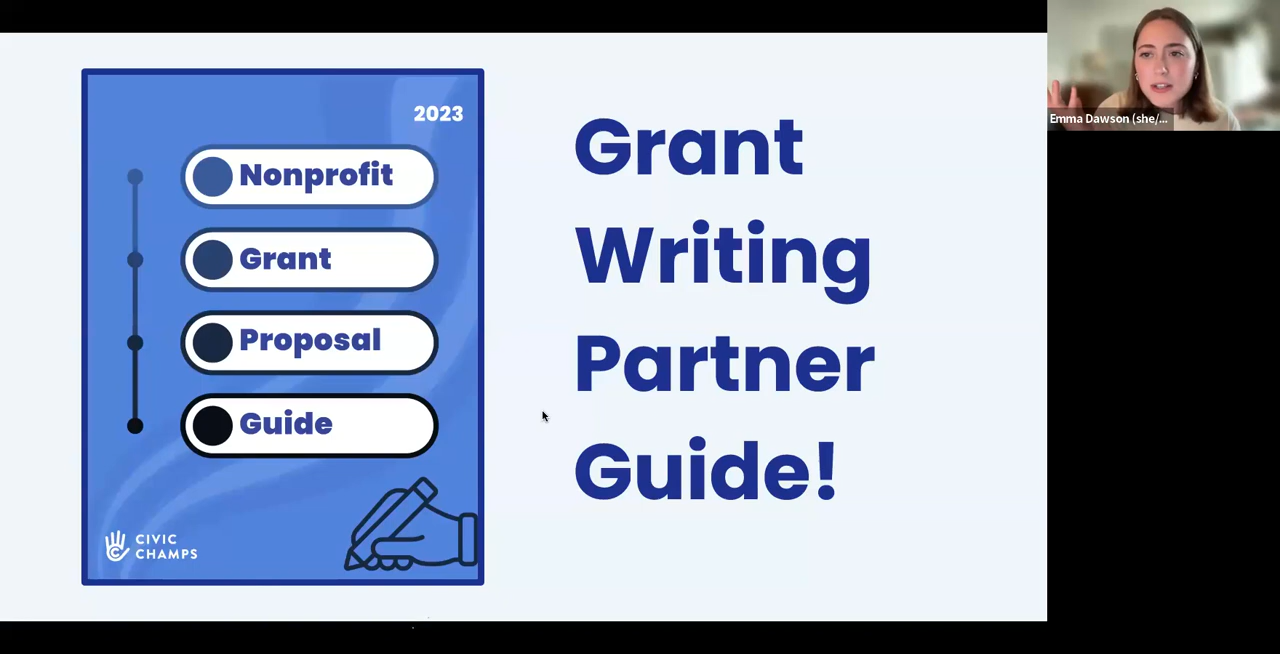 2023
Nonprofit
Grant
Proposal
Guide
CIVIC
CHAMPS
Grant
Writing
Partner
Guide!
Emma Dawson (she/...